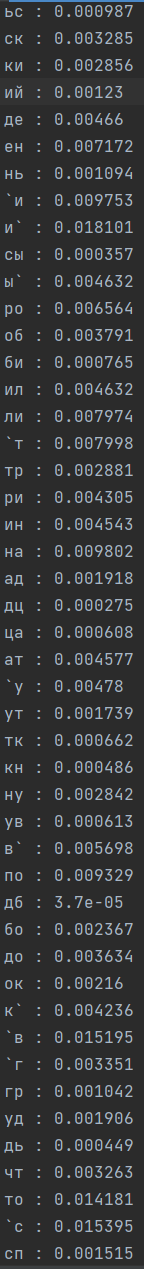 ьс : 0.000987
ск : 0.003285
ки : 0.002856
ий : 0.00123
де : 0.00466
ен : 0.007172
нь : 0.001094
`и : 0.009753
и` : 0.018101
сы : 0.000357
ы` : 0.004632
ро : 0.006564
об : 0.003791
би : 0.000765
ил : 0.004632
ли : 0.007974
`т : 0.007998
тр : 0.002881
ри : 0.004305
ин : 0.004543
на : 0.009802
ад : 0.001918
дц : 0.000275
ца : 0.000608
ат : 0.004577
`у : 0.00478
ут : 0.001739
тк : 0.000662
кн : 0.000486
ну : 0.002842
ув : 0.000613
в` : 0.005698
по : 0.009329
дб : 3.7e-05
бо : 0.002367
до : 0.003634
ок : 0.00216
к` : 0.004236
`в : 0.015195
`г : 0.003351
гр : 0.001042
уд : 0.001906
дь : 0.000449
чт : 0.003263
то : 0.014181
`с : 0.015395
сп : 0.001515